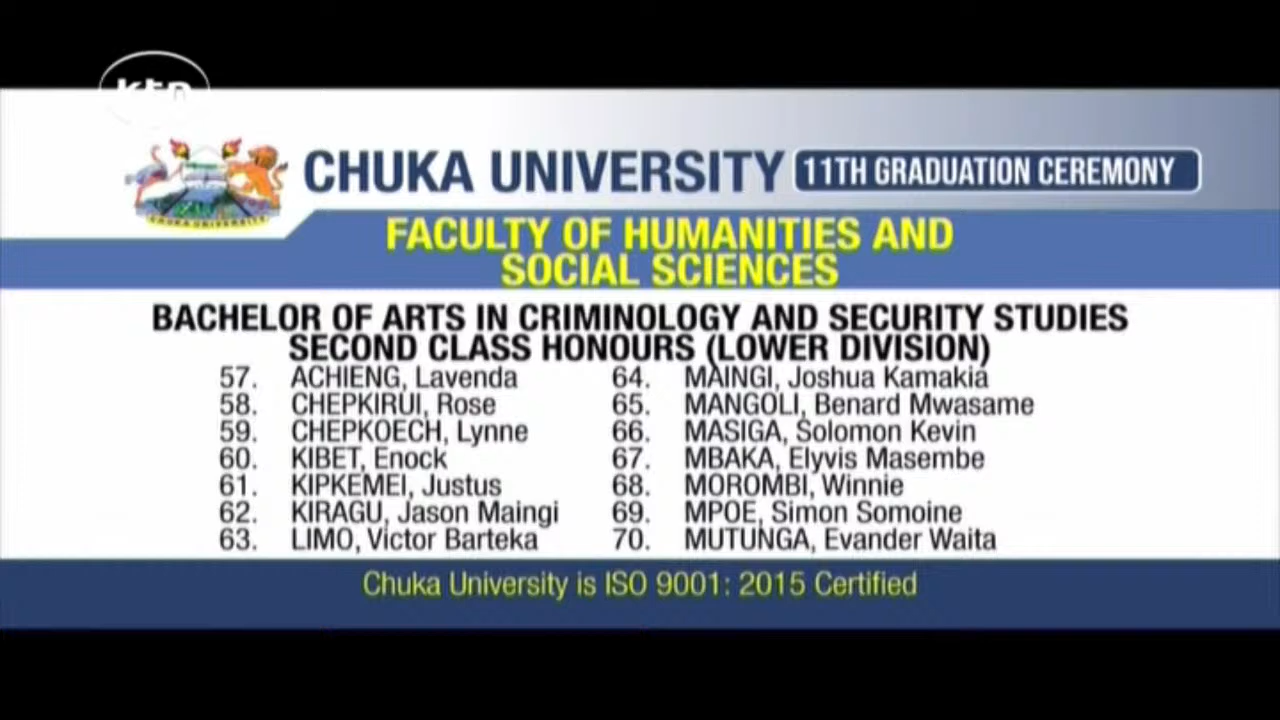 ktn
CHUKA UNIVERSITY 11TH GRADUATION CEREMONY
CHUKA UNIVERSITY
FACULTY OF HUMANITIES AND
SOCIAL SCIENCES
BACHELOR OF ARTS IN CRIMINOLOGY AND SECURITY STUDIES
SECOND CLASS HONOURS (LOWER DIVISION)
57. ACHIENG, Lavenda
58. CHEPKIRUI, Rose
59. CHEPKOECH, Lynne
60. KIBET, Enock
61. KIPKEMEI, Justus
62. KIRAGU, Jason Maingi
63. LIMO, Victor Barteka
64. MAINGI, Joshua Kamakia
65. MANGOLI, Benard Mwasame
66. MASIGA, Solomon Kevin
67. MBAKA, Elyvis Masembe
68. MOROMBI, Winnie
69. MPOE, Simon Somoine
70. MUTUNGA, Evander Waita
Chuka University is ISO 9001: 2015 Certified